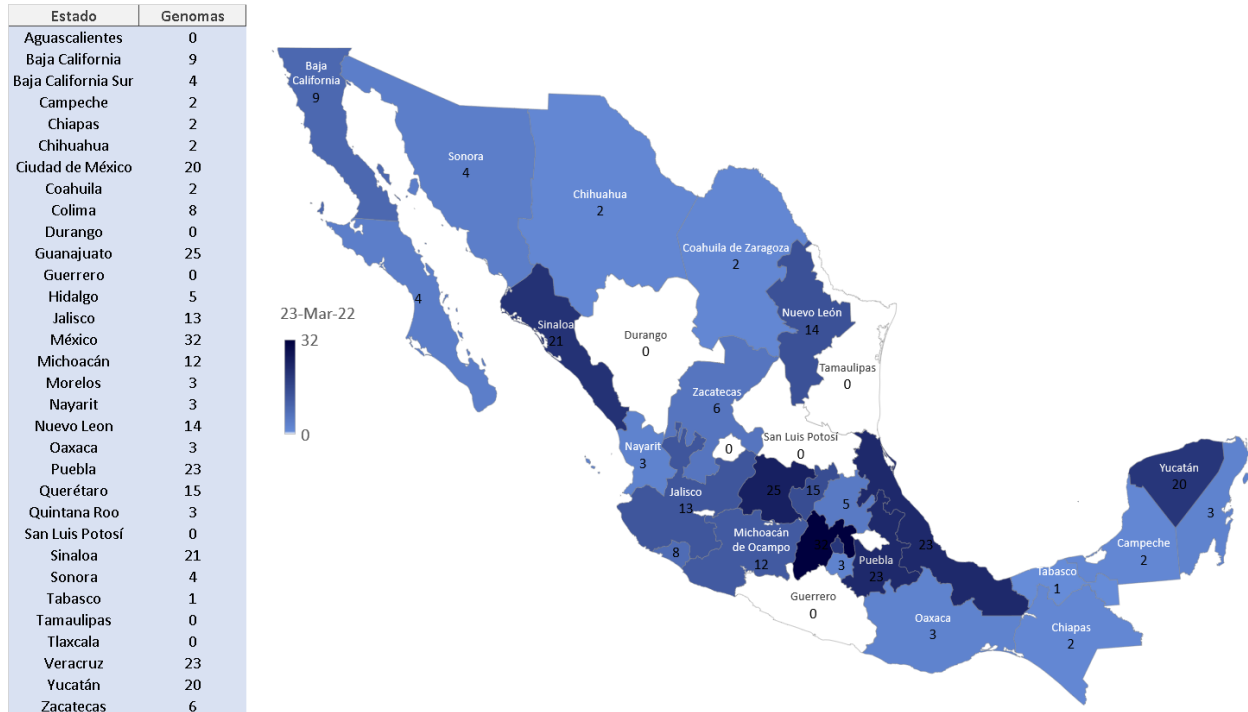 Estado Genomas
Aguascalientes 0
Baja California 9
Baja California Sur 4
Campeche 2
Chiapas 2
Chihuahua 2
Ciudad de México 20
Coahuila 2
Colima 8
Durango 0
Guanajuato 25
Guerrero 0
Hidalgo 5
Jalisco 13
México 32
Michoacán 12
Morelos 3
Nayarit 3
Nuevo Leon 14
Oaxaca 3
Puebla 23
Querétaro 15
Quintana Roo 3
San Luis Potosí 0
Sinaloa 21
Sonora 4
Tabasco 1
Tamaulipas 0
Tlaxcala 0
Veracruz 23
Yucatán 20
Zacatecas 6
23-Mar-22
32
0
Baja
California
9
Sonora
4
Chihuahua
2
Coahuila de Zaragoza
2
4
Sinaloa
21
Durango
0
Nuevo León
14
Tamaulipas
0
Zacatecas
6
San Luis Potosí
0
0
Nayarit
3
Jalisco
13
25
15
5
8
Michoacán
de Ocampo
12
3
Puebla
23
23
Guerrero
0
Oaxaca
3
Tabasco
1
Chiapas
2
Campeche
2
Yucatán
20
3